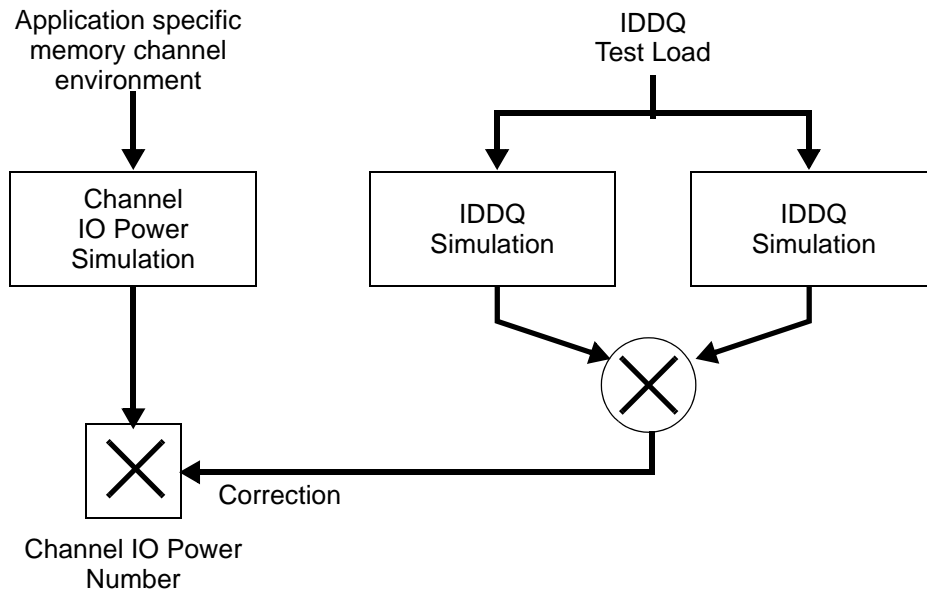 Application specific
memory channel
environment
IDDQ
Test Load
Channel
IO Power
Simulation
IDDQ
Simulation
IDDQ
Simulation
Correction
Channel IO Power
Number